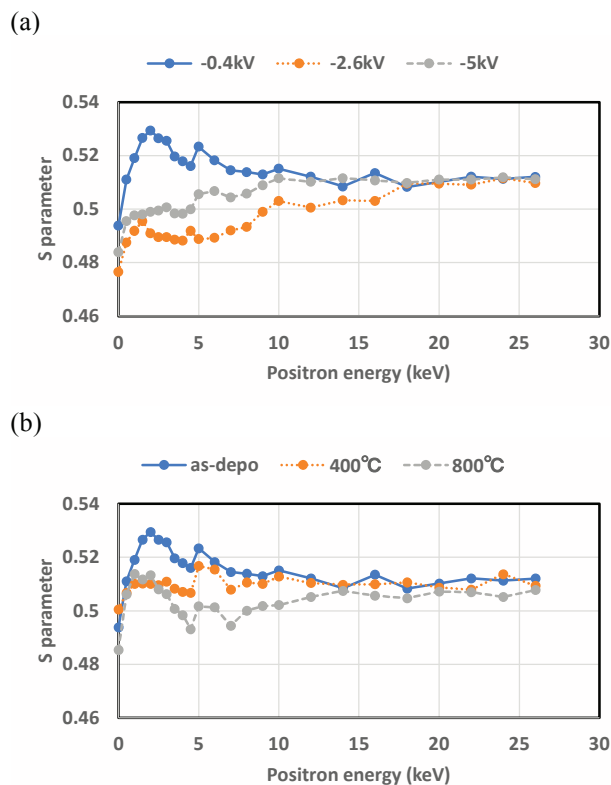 (a)
-0.4kV -2.6kV -5kV
0.54
0.52
0.5
0.48
0.46
S parameter
0 5 10 15 20 25 30
Positron energy (keV)
(b)
as-depo 400℃ 800℃
0.54
0.52
0.5
0.48
0.46
S parameter
0 5 10 15 20 25 30
Positron energy (keV)